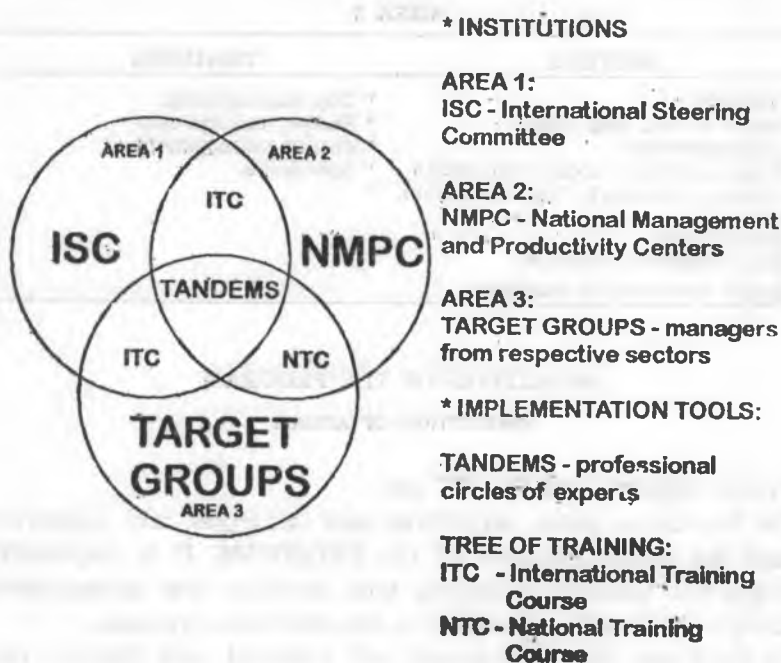 AREA 1
AREA 2
ITC
ISC
NMPC
TANDEMS
ITC
NTC
TARGET
GROUPS
AREA 3
* INSTITUTIONS
AREA 1:
ISC - International Steering
Committee
AREA 2:
NMPC - National Management
and Productivity Centers
AREA 3:
TARGET GROUPS - managers
from respective sectors
* IMPLEMENTATION TOOLS:
TANDEMS - professional
circles of experts
TREE OF TRAINING:
ITC - International Training
Course
NTC - National Training
Course